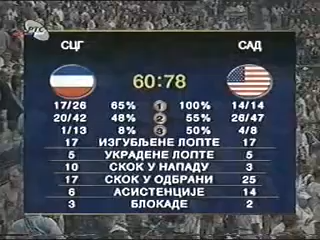 РТС
СЦГ САД
60:78
17/26 65% 1 100% 14/14
20/42 48% 2 55% 26/47
1/13 8% 3 50% 4/8
17 ИЗГУБЉЕНЕ ЛОПТЕ 17
5 УКРАДЕНЕ ЛОПТЕ 5
10 СКОК У НАПАДУ 3
17 СКОК У ОДБРАНИ 25
6 АСИСТЕНЦИЈЕ 14
3 БЛОКАДЕ 2